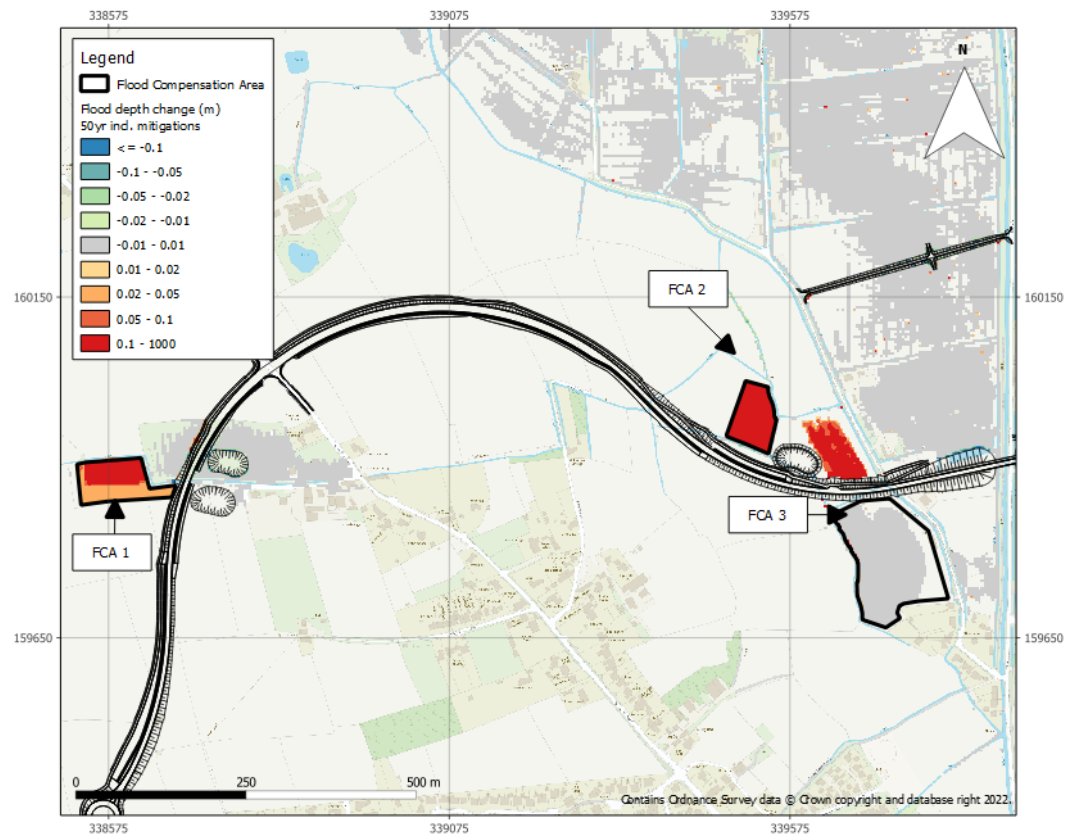 338575 339075 339575
Legend
Flood Compensation Area
Flood depth change (m)
50yr ind. mitigations
<= -0.1
-0.1 - -0.05
-0.05 - -0.02
-0.02 - -0.01
-0.01 - 0.01
0.01 - 0.02
0.02 - 0.05
0.05 - 0.1
0.1 - 1000
N
160150 160150
FCA 2
FCA 3
FCA 1
159650 159650
0 250 500 m
Contains Ordnance Survey data © Crown copyright and database right 2022.
338575 339075 339575